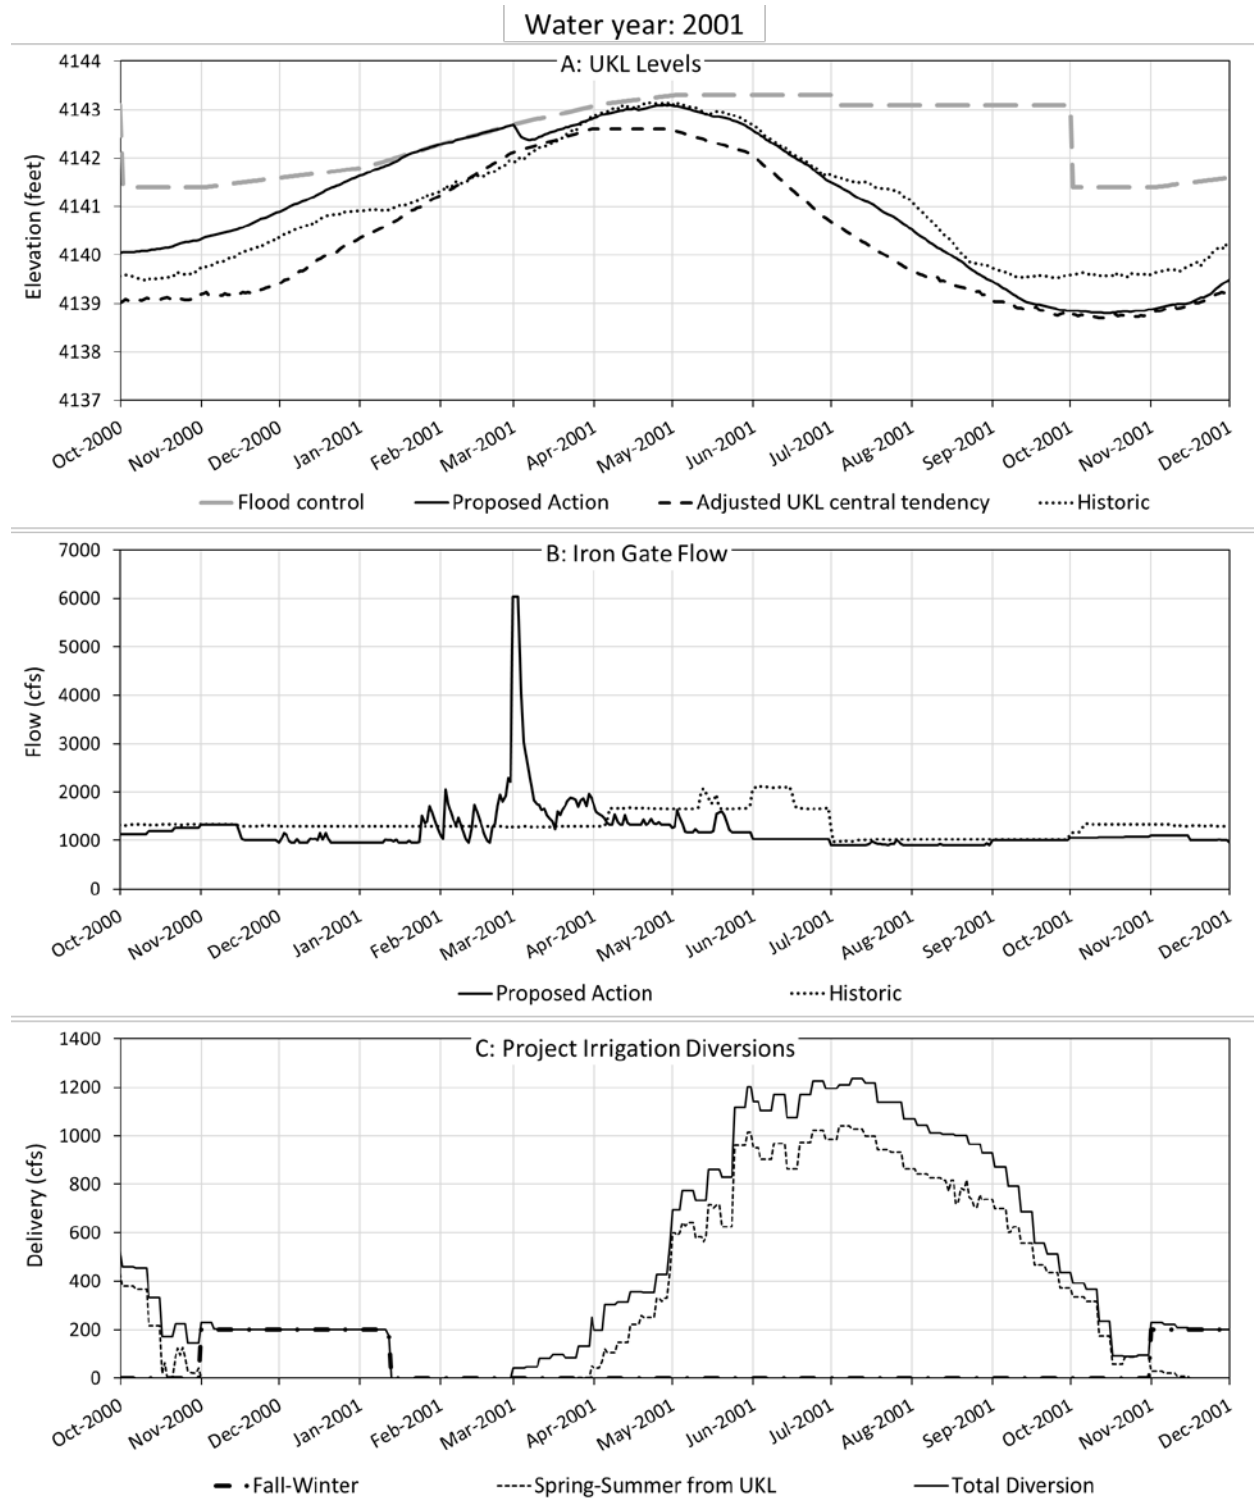 Water year: 2001
A: UKL Levels
Elevation (feet)
4144
4143
4142
4141
4140
4139
4138
4137
Oct-2000 Nov-2000 Dec-2000 Jan-2001 Feb-2001 Mar-2001 Apr-2001 May-2001 Jun-2001 Jul-2001 Aug-2001 Sep-2001 Oct-2001 Nov-2001 Dec-2001
Flood control Proposed Action Adjusted UKL central tendency Historic
B: Iron Gate Flow
Flow (cfs)
7000
6000
5000
4000
3000
2000
1000
0
Oct-2000 Nov-2000 Dec-2000 Jan-2001 Feb-2001 Mar-2001 Apr-2001 May-2001 Jun-2001 Jul-2001 Aug-2001 Sep-2001 Oct-2001 Nov-2001 Dec-2001
Proposed Action Historic
C: Project Irrigation Diversions
Delivery (cfs)
1400
1200
1000
800
600
400
200
0
Oct-2000 Nov-2000 Dec-2000 Jan-2001 Feb-2001 Mar-2001 Apr-2001 May-2001 Jun-2001 Jul-2001 Aug-2001 Sep-2001 Oct-2001 Nov-2001 Dec-2001
Fall-Winter Spring-Summer from UKL Total Diversion